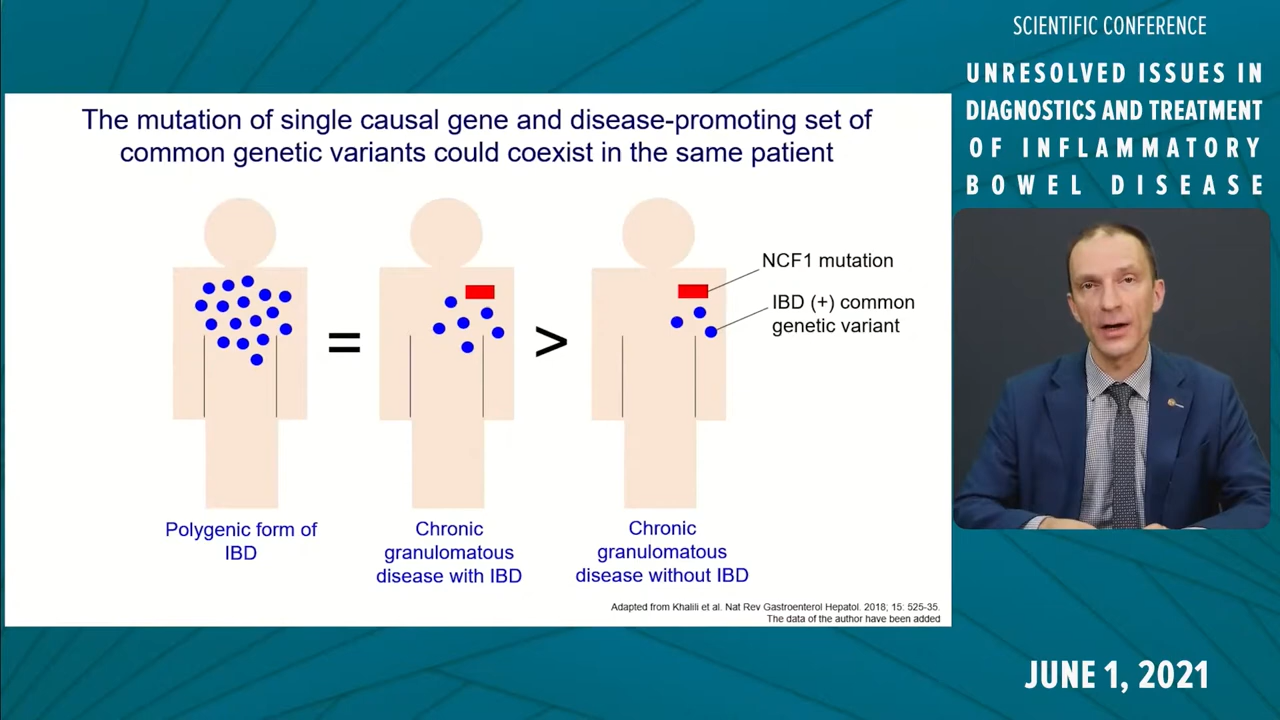 The mutation of single causal gene and disease-promoting set of
common genetic variants could coexist in the same patient
=
>
NCF1 mutation
IBD (+) common
genetic variant
Polygenic form of
IBD
Chronic
granulomatous
disease with IBD
Chronic
granulomatous
disease without IBD
Adapted from Khalili et al. Nat Rev Gastroenterol Hepatol. 2018; 15: 525-35.
The data of the author have been added
SCIENTIFIC CONFERENCE
UNRESOLVED ISSUES IN
DIAGNOSTICS AND TREATMENT
OF INFLAMMATORY
BOWEL DISEASE
JUNE 1, 2021